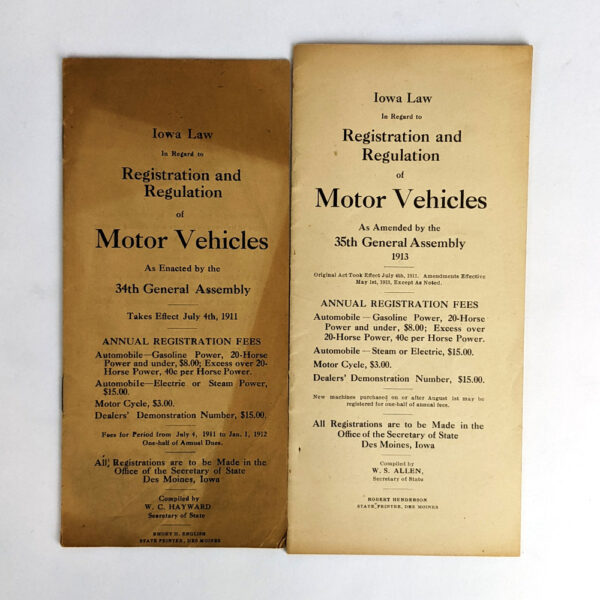 Iowa Law
In Regard to
Registration and
Regulation
of
Motor Vehicles
As Enacted by the
34th General Assembly
Takes Effect July 4th, 1911
ANNUAL REGISTRATION FEES
Automobile—Gasoline Power, 20-Horse
Power and under, $8.00; Excess over 20-
Horse Power, 40c per Horse Power.
Automobile—Electric or Steam Power,
$15.00.
Motor Cycle, $3.00.
Dealers' Demonstration Number, $15.00.
Fees for Period from July 4, 1911 to Jan. 1, 1912
One-half of Annual Dues.
All Registrations are to be Made in the
Office of the Secretary of State
Des Moines, Iowa
Compiled by
W. C. HAYWARD
Secretary of State
EMORY H. ENGLISH
STATE PRINTER, DES MOINES
Iowa Law
In Regard to
Registration and
Regulation
of
Motor Vehicles
As Amended by the
35th General Assembly
1913
Original Act Took Effect July 4th, 1911. Amendments Effective
May 1st, 1913, Except As Noted.
ANNUAL REGISTRATION FEES
Automobile — Gasoline Power, 20-Horse
Power and under, $8.00; Excess over
20-Horse Power, 40c per Horse Power.
Automobile—Steam or Electric, $15.00.
Motor Cycle, $3.00.
Dealers' Demonstration Number, $15.00.
New machines purchased on or after August 1st may be
registered for one-half of annual fees.
All Registrations are to be Made in the
Office of the Secretary of State
Des Moines, Iowa
Compiled by
W. S. ALLEN,
Secretary of State
ROBERT HENDERSON
STATE PRINTER, DES MOINES